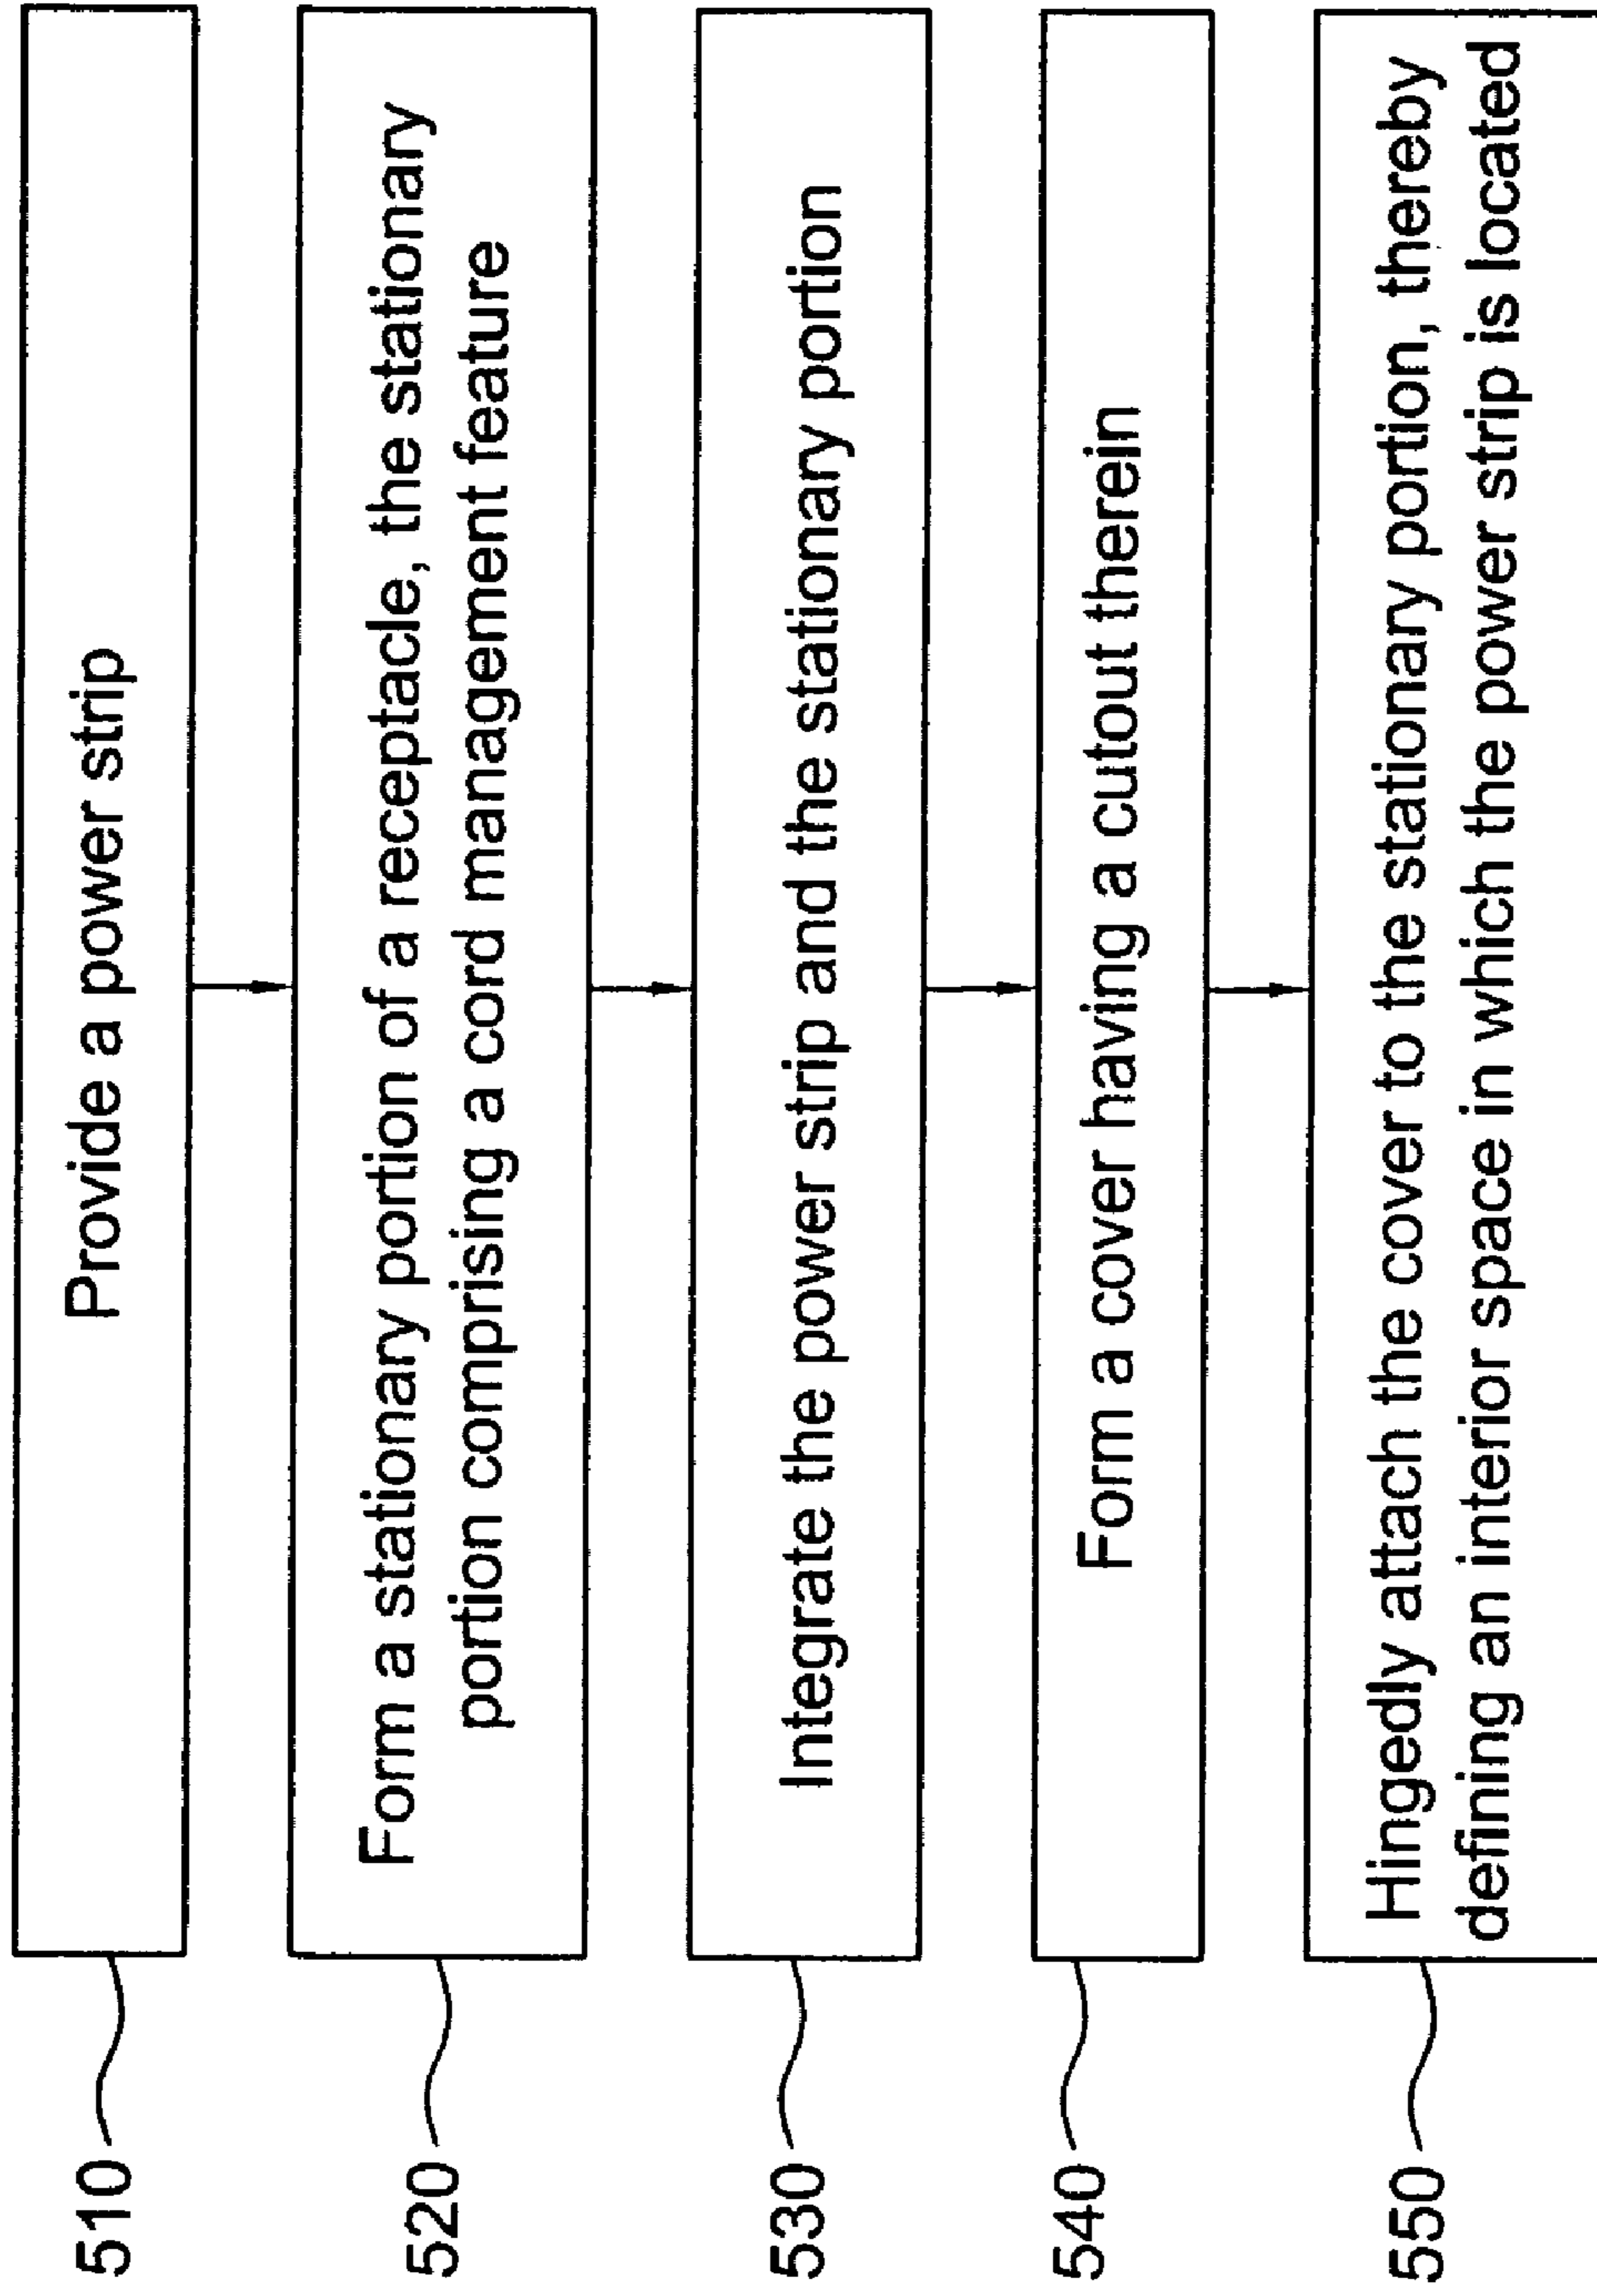 510
Provide a power strip
520
Form a stationary portion of a receptacle, the stationary
portion comprising a cord management feature
530
Integrate the power strip and the stationary portion
540
Form a cover having a cutout therein
550
Hingedly attach the cover to the stationary portion, thereby
defining an interior space in which the power strip is located